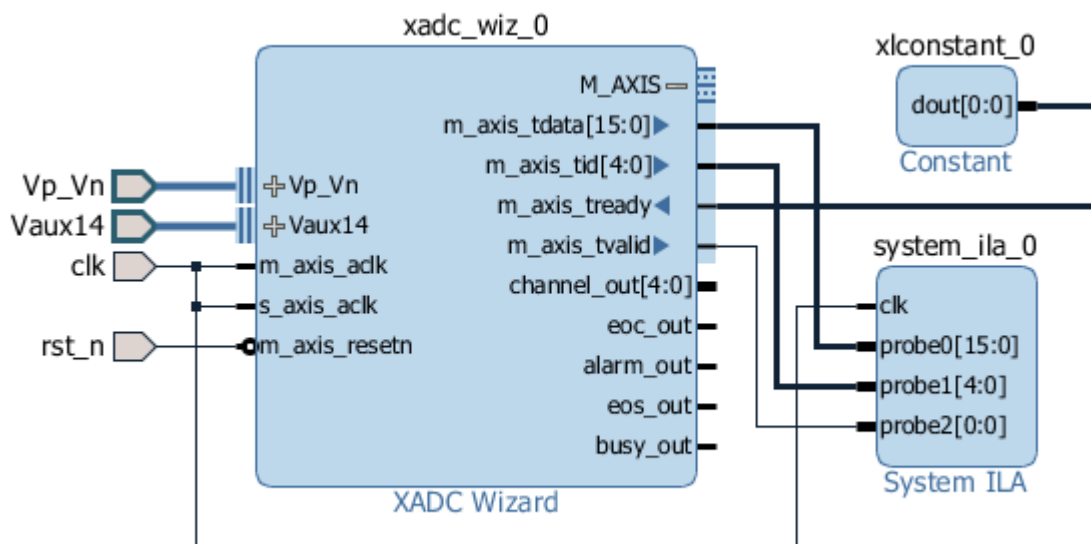 xadc_wiz_0
M_AXIS
m_axis_tdata[15:0]
m_axis_tid[4:0]
m_axis_tready
m_axis_tvalid
channel_out[4:0]
eoc_out
alarm_out
eos_out
busy_out
Vp_Vn
Vaux14
clk
rst_n
Vp_Vn
Vaux14
m_axis_aclk
s_axis_aclk
m_axis_resetn
XADC Wizard
xlconstant_0
dout[0:0]
Constant
system_ila_0
clk
probe0[15:0]
probe1[4:0]
probe2[0:0]
System ILA